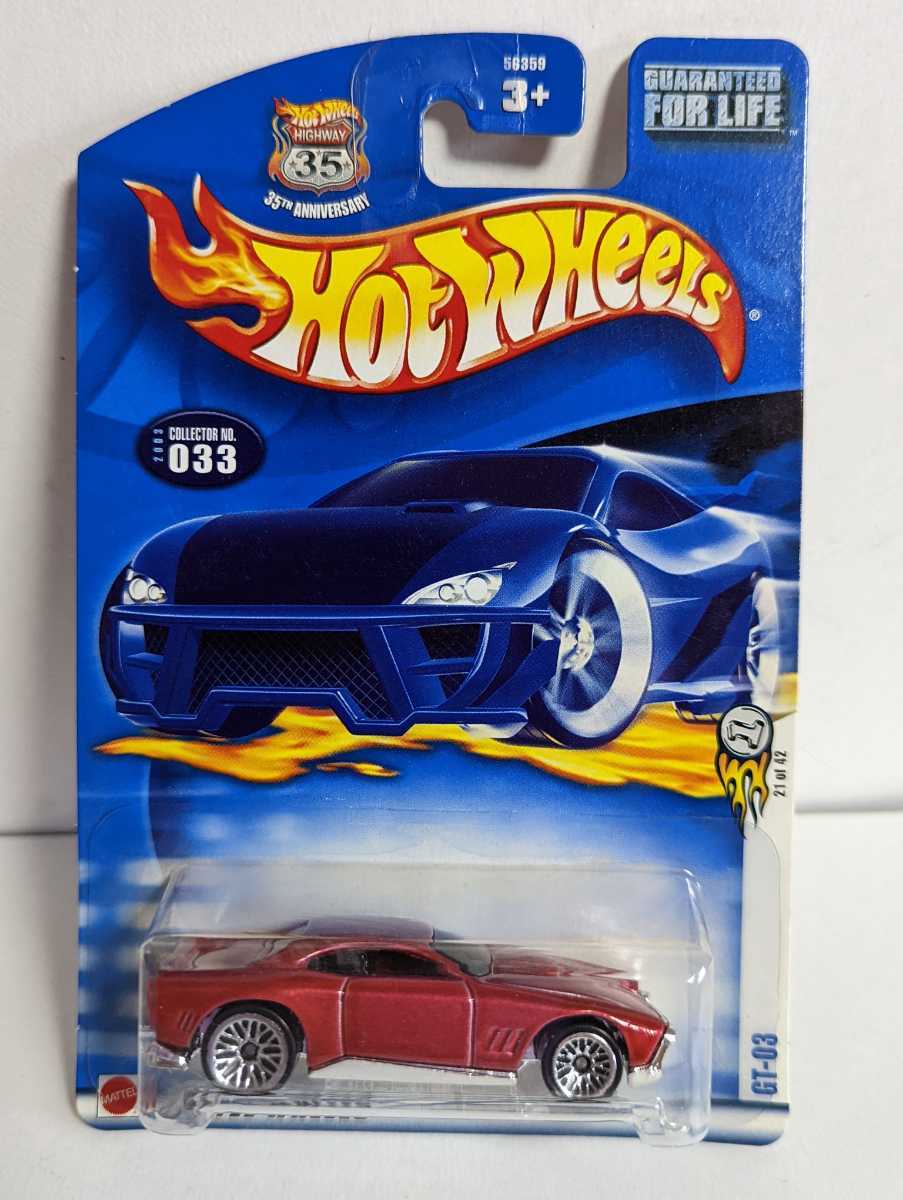 56359
3+
GUARANTEED
FOR LIFE
™
Hot Wheels
HIGHWAY
35
35TH ANNIVERSARY
Hot Wheels
®
2003
COLLECTOR NO.
033
21 of 42
GT-03
MATTEL